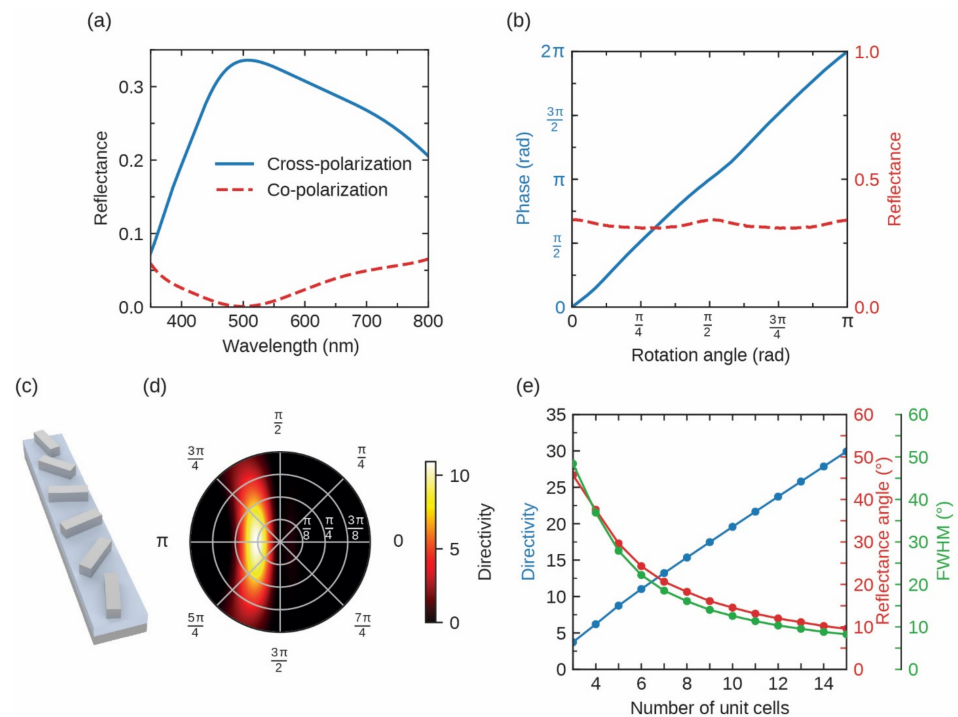 (a)
Reflectance
0.3
0.2
0.1
0.0
Cross-polarization
Co-polarization
400 500 600 700 800
Wavelength (nm)
(b)
Phase (rad)
2π
3π/2
π
π/2
0
1.0
0.5
0.0
Reflectance
0 π/4 π/2 3π/4 π
Rotation angle (rad)
(c)
(d)
π/2
3π/4 π/4
π π/8 π/4 3π/8 0
5π/4 7π/4
3π/2
10
5
0
Directivity
(e)
Directivity
35
30
25
20
15
10
5
0
60
50
40
30
20
10
0
Reflectance angle (°)
60
50
40
30
20
10
0
FWHM (°)
4 6 8 10 12 14
Number of unit cells